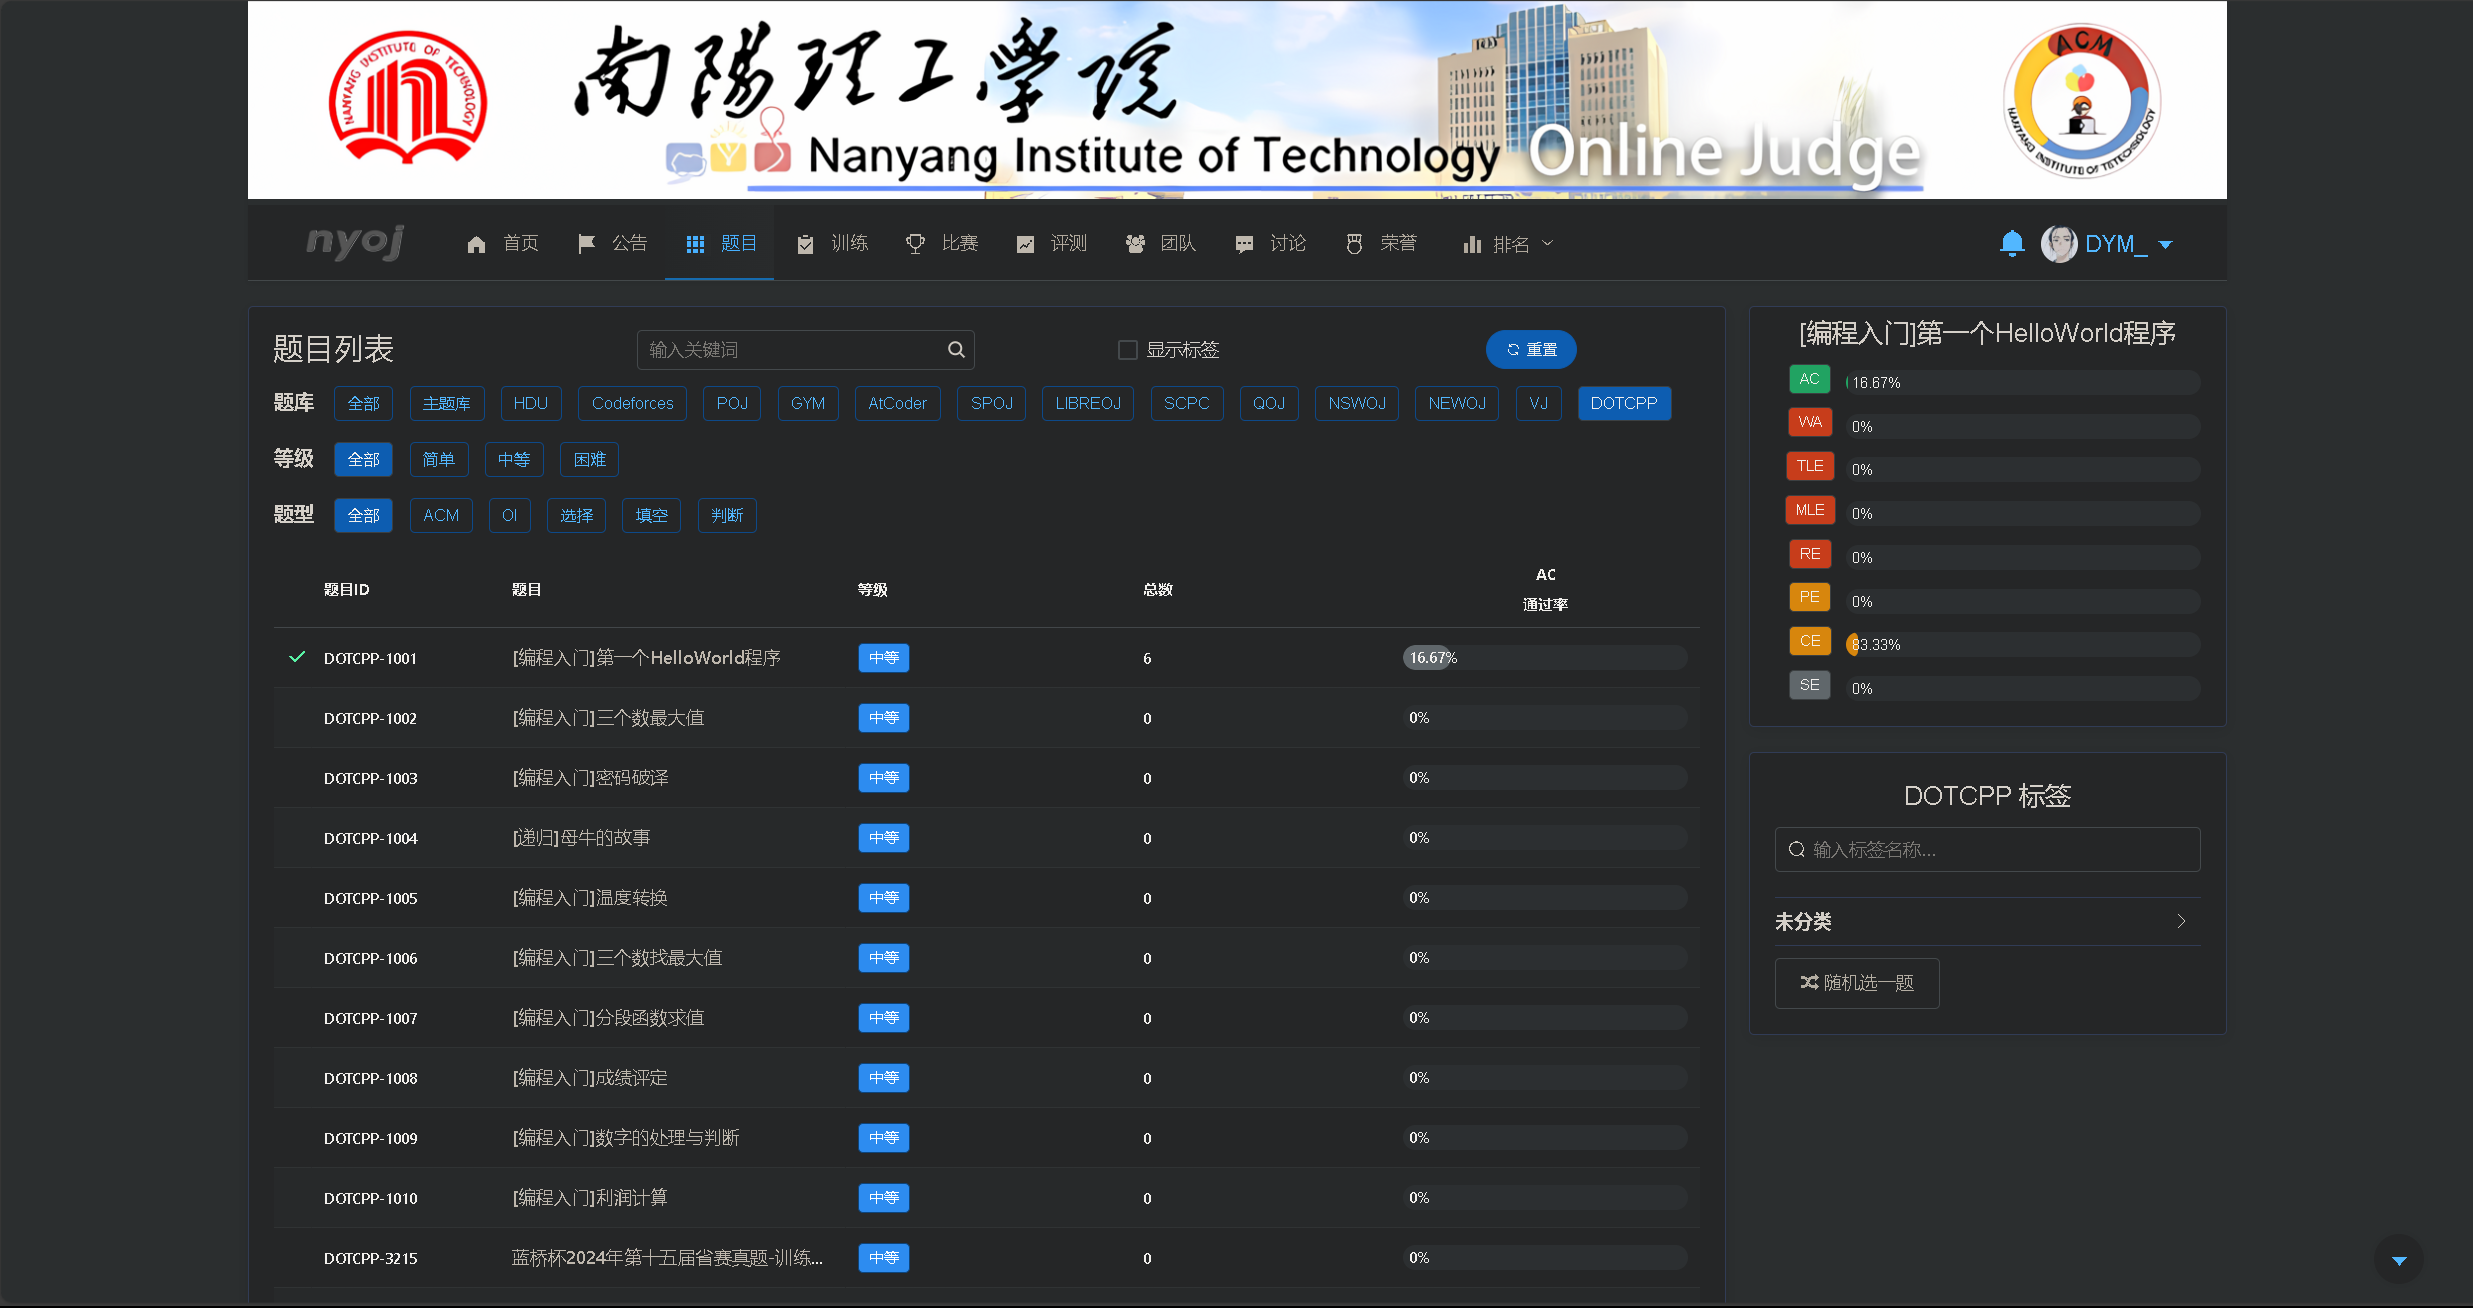 NANYANG INSTITUTE OF TECHNOLOGY
南陽理工學院
Nanyang Institute of Technology Online Judge
ACM
nyoj
首页
公告
题目
训练
比赛
评测
团队
讨论
荣誉
排名
DYM_
题目列表
输入关键词
显示标签
重置
题库 全部 主题库 HDU Codeforces POJ GYM AtCoder SPOJ LIBREOJ SCPC QOJ NSWOJ NEWOJ VJ DOTCPP
等级 全部 简单 中等 困难
题型 全部 ACM OI 选择 填空 判断
题目ID 题目 等级 总数 AC
通过率
DOTCPP-1001 [编程入门]第一个HelloWorld程序 中等 6 16.67%
DOTCPP-1002 [编程入门]三个数最大值 中等 0 0%
DOTCPP-1003 [编程入门]密码破译 中等 0 0%
DOTCPP-1004 [递归]母牛的故事 中等 0 0%
DOTCPP-1005 [编程入门]温度转换 中等 0 0%
DOTCPP-1006 [编程入门]三个数找最大值 中等 0 0%
DOTCPP-1007 [编程入门]分段函数求值 中等 0 0%
DOTCPP-1008 [编程入门]成绩评定 中等 0 0%
DOTCPP-1009 [编程入门]数字的处理与判断 中等 0 0%
DOTCPP-1010 [编程入门]利润计算 中等 0 0%
DOTCPP-3215 蓝桥杯2024年第十五届省赛真题-训练... 中等 0 0%
[编程入门]第一个HelloWorld程序
AC 16.67%
WA 0%
TLE 0%
MLE 0%
RE 0%
PE 0%
CE 83.33%
SE 0%
DOTCPP 标签
输入标签名称...
未分类
随机选一题